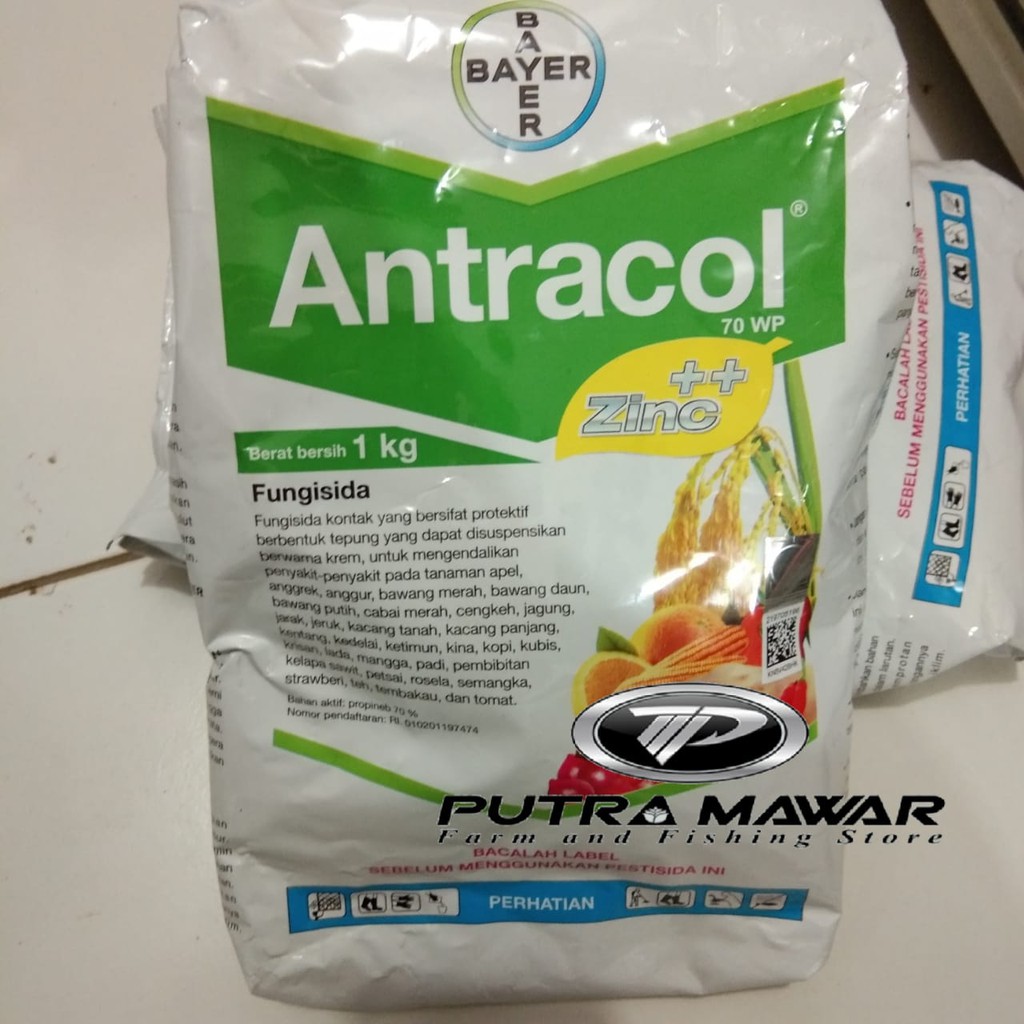 BAYER
BAYER
Antracol®
70 WP
Zinc++
Berat bersih 1 kg
Fungisida
Fungisida kontak yang bersifat protektif
berbentuk tepung yang dapat disuspensikan
berwarna krem, untuk mengendalikan
penyakit-penyakit pada tanaman apel,
anggrek, anggur, bawang merah, bawang daun,
bawang putih, cabai merah, cengkeh, jagung,
jarak, jeruk, kacang tanah, kacang panjang,
kentang, kedelai, ketimun, kina, kopi, kubis,
krisan, lada, mangga, padi, pembibitan
kelapa sawit, petsai, rosela, semangka,
strawberi, teh, tembakau, dan tomat.
Bahan aktif: propineb 70 %
Nomor pendaftaran: RI. 010201197474
PUTRA MAWAR
Farm and Fishing Store
BACALAH LABEL
SEBELUM MENGGUNAKAN PESTISIDA INI
PERHATIAN
BACALAH
SEBELUM MENGGUNAKAN PESTISIDA INI
PERHATIAN